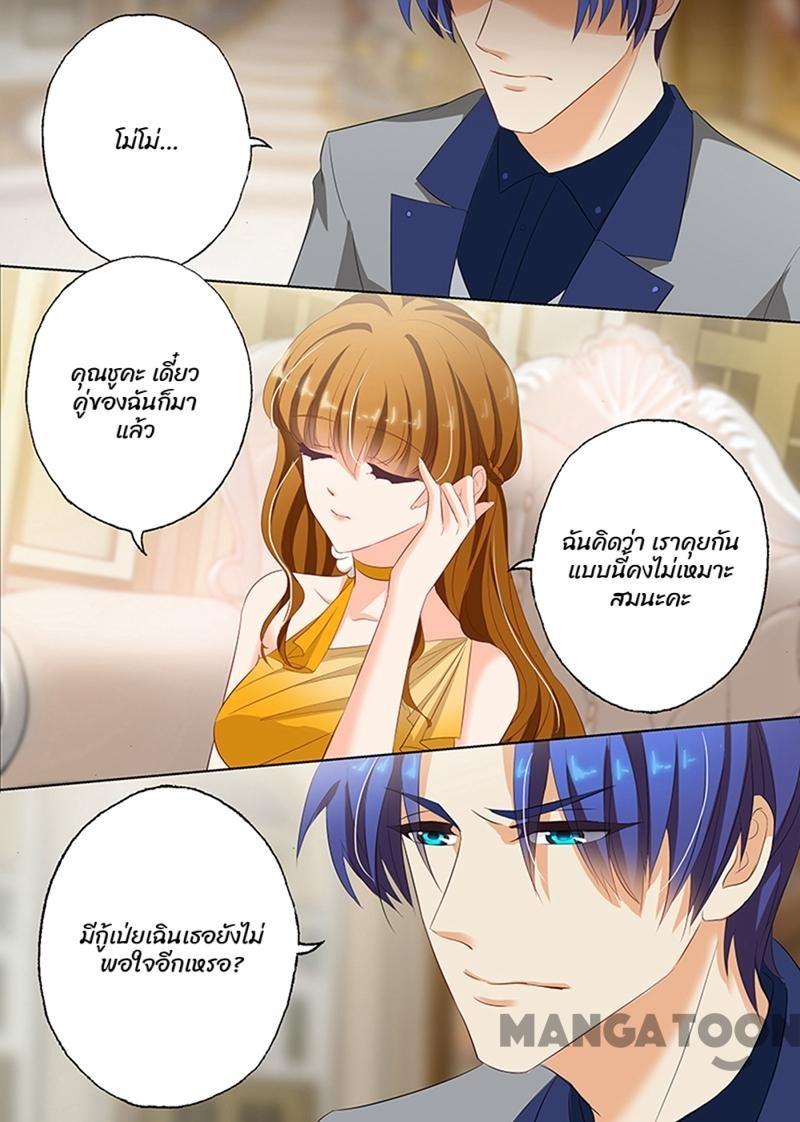 โม่โม่...
คุณชูคะ เดี๋ยว
คู่ของฉันก็มา
แล้ว
ฉันคิดว่า เราคุยกัน
แบบนี้คงไม่เหมาะ
สมนะคะ
มีกู้เป่ยเฉินเธอยังไม่
พอใจอีกเหรอ?
MANGATOON